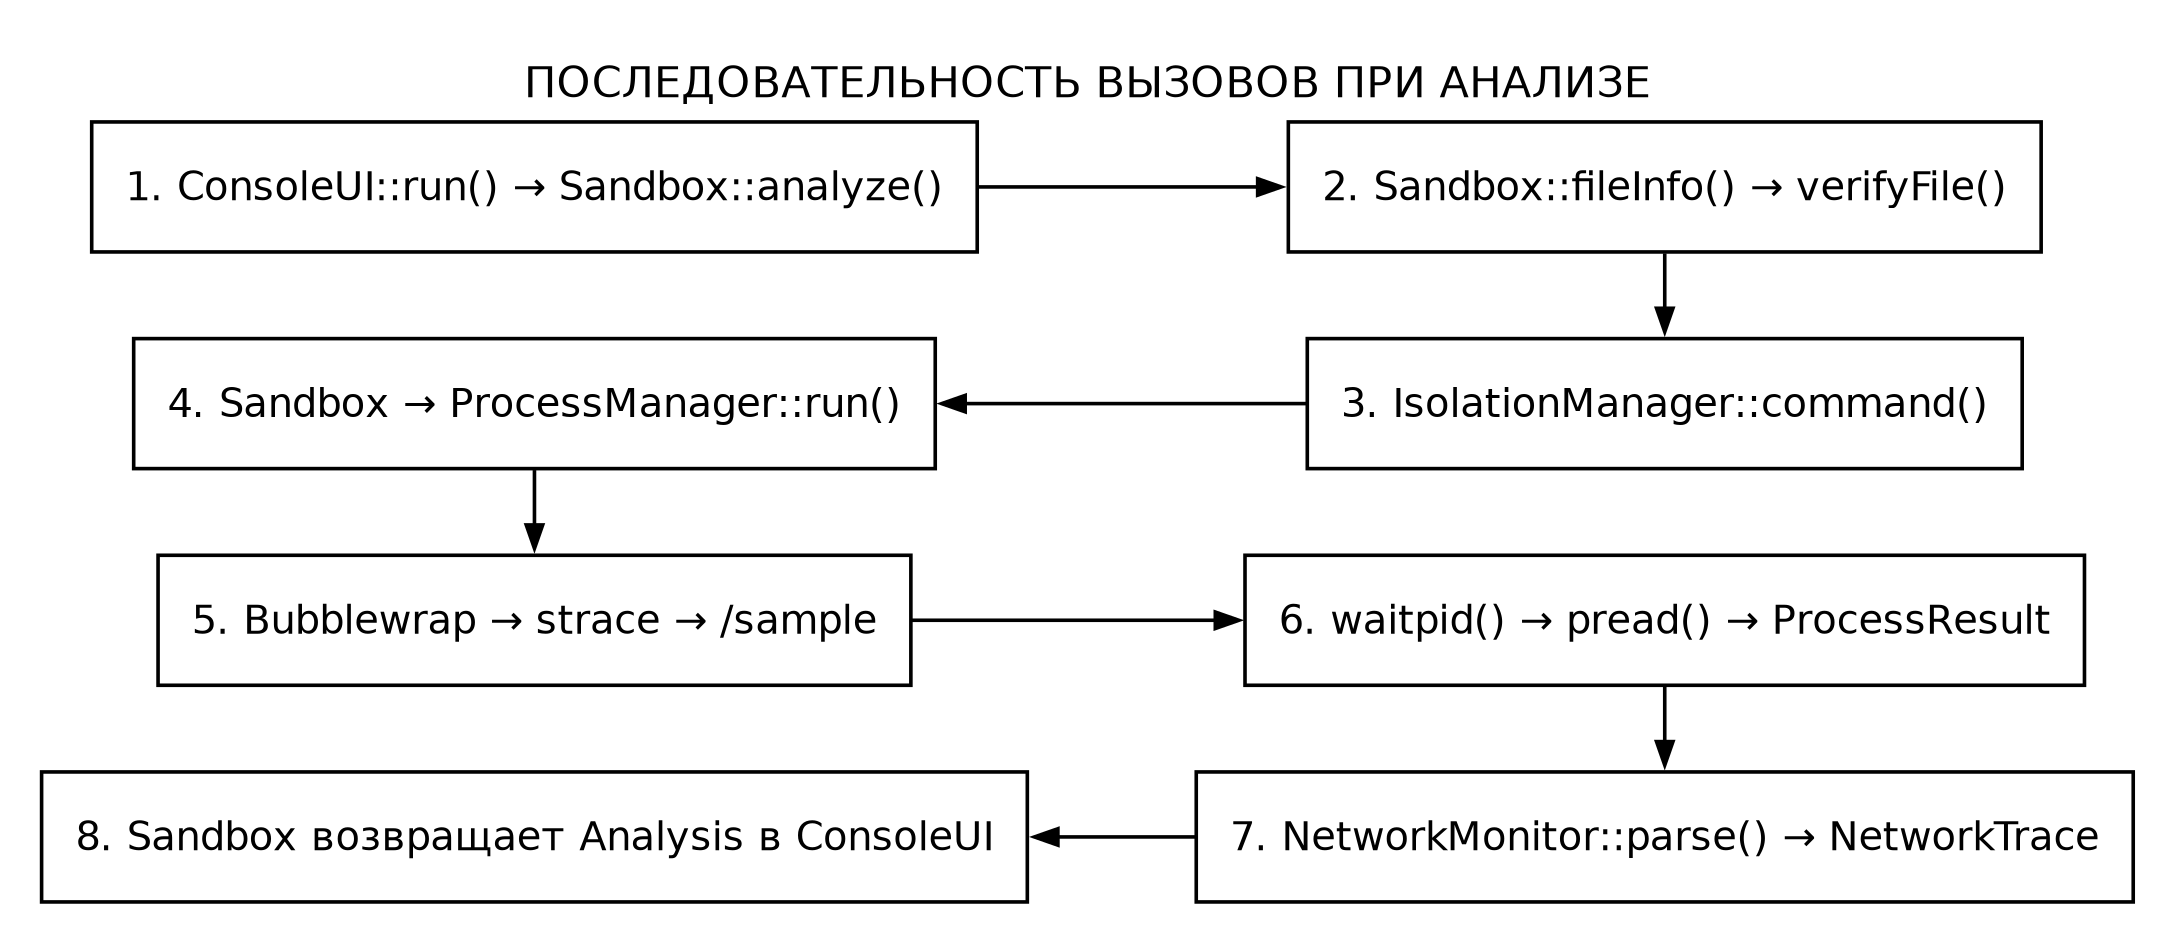 ПОСЛЕДОВАТЕЛЬНОСТЬ ВЫЗОВОВ ПРИ АНАЛИЗЕ
1. ConsoleUI::run() → Sandbox::analyze()
2. Sandbox::fileInfo() → verifyFile()
3. IsolationManager::command()
4. Sandbox → ProcessManager::run()
5. Bubblewrap → strace → /sample
6. waitpid() → pread() → ProcessResult
7. NetworkMonitor::parse() → NetworkTrace
8. Sandbox возвращает Analysis в ConsoleUI